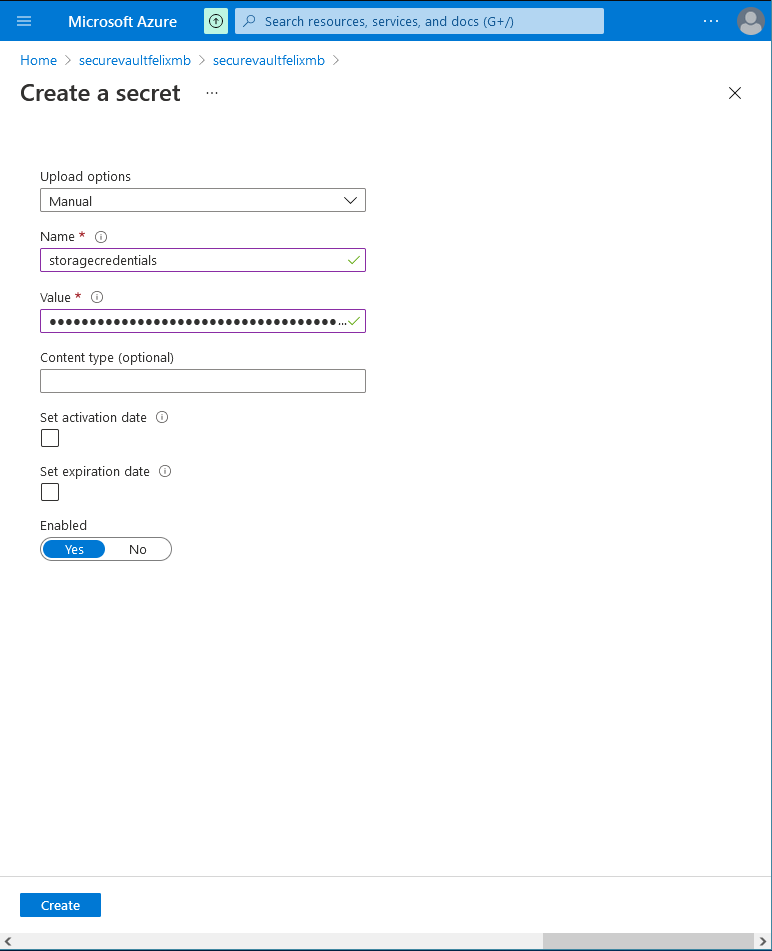 Microsoft Azure
Search resources, services, and docs (G+/)
Home > securevaultfelixmb > securevaultfelixmb >
Create a secret ...
Upload options
Manual
Name *
storagecredentials
Value *
●●●●●●●●●●●●●●●●●●●●●●●●●●●●●●●●●●●●...
Content type (optional)
Set activation date
Set expiration date
Enabled
Yes No
Create